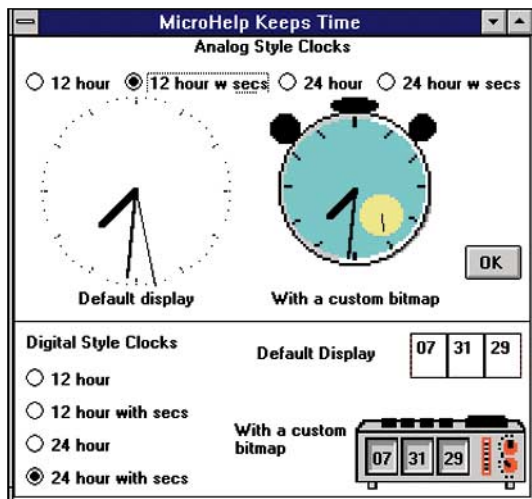 MicroHelp Keeps Time
Analog Style Clocks
12 hour 12 hour w secs 24 hour 24 hour w secs
OK
Default display With a custom bitmap
Digital Style Clocks
Default Display 07 31 29
12 hour
12 hour with secs
24 hour
24 hour with secs
With a custom
bitmap
07 31 29